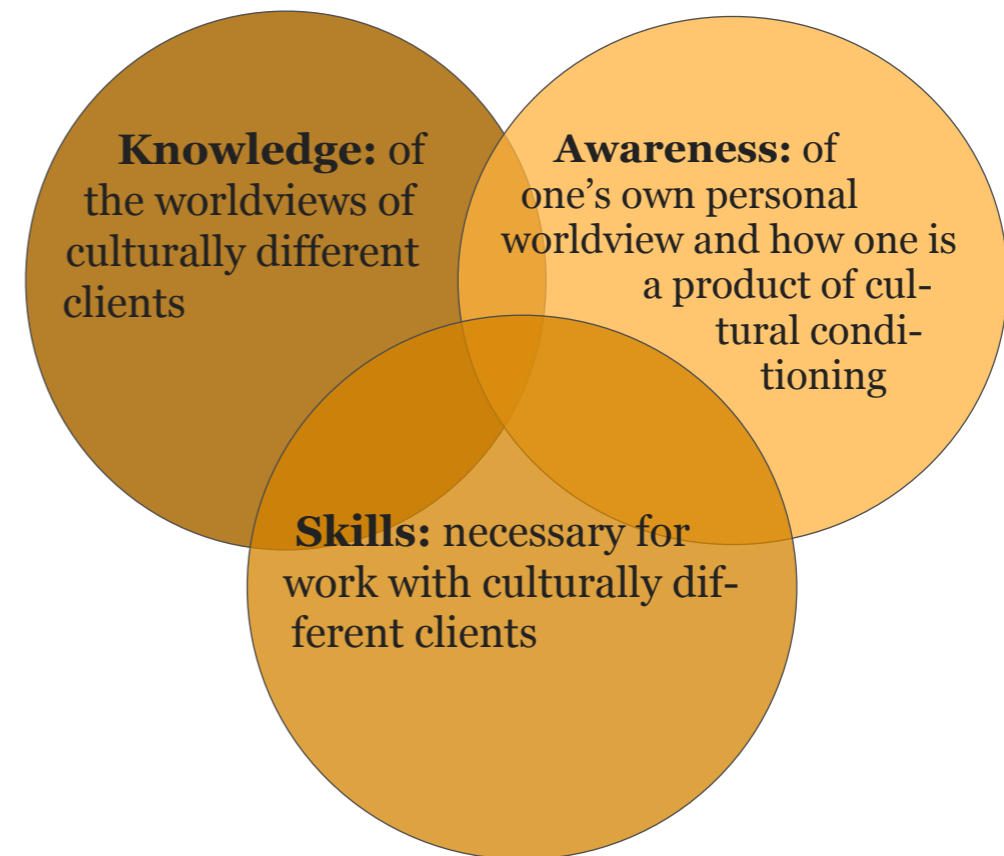 Knowledge: of
the worldviews of
culturally different
clients
Awareness: of
one’s own personal
worldview and how one is
a product of cul-
tural condi-
tioning
Skills: necessary for
work with culturally dif-
ferent clients